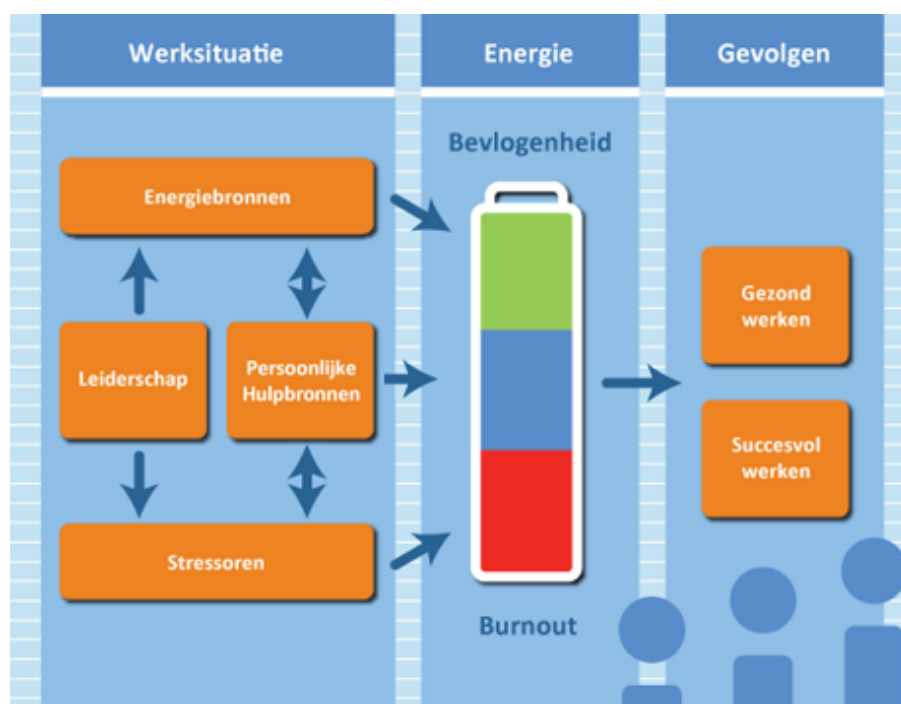 Werksituatie
Energie
Gevolgen
Bevlogenheid
Energiebronnen
Leiderschap
Persoonlijke
Hulpbronnen
Stressoren
Burnout
Gezond
werken
Succesvol
werken